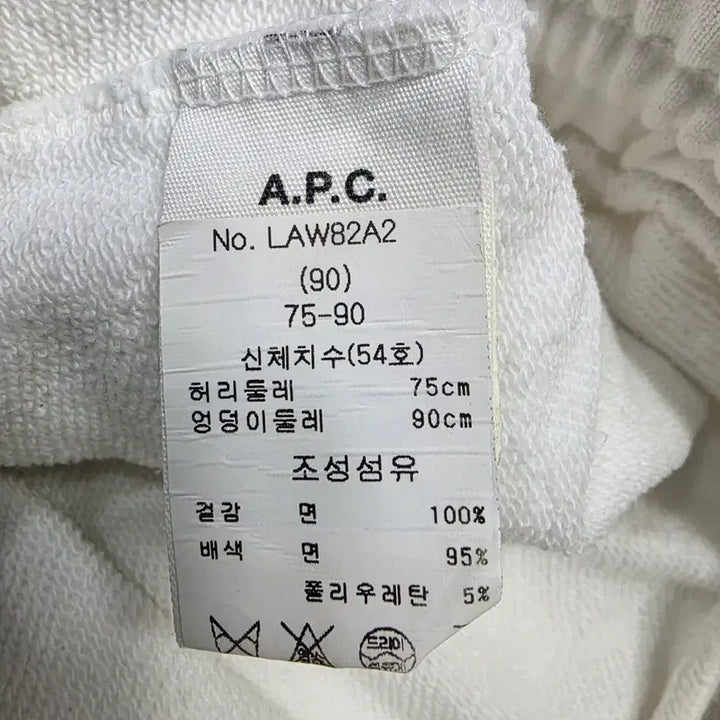 A.P.C.
No. LAW82A2
(90)
75-90
신체치수(54호)
허리둘레 75cm
엉덩이둘레 90cm
조성섬유
겉감 면 100%
배색 면 95%
폴리우레탄 5%
드라이